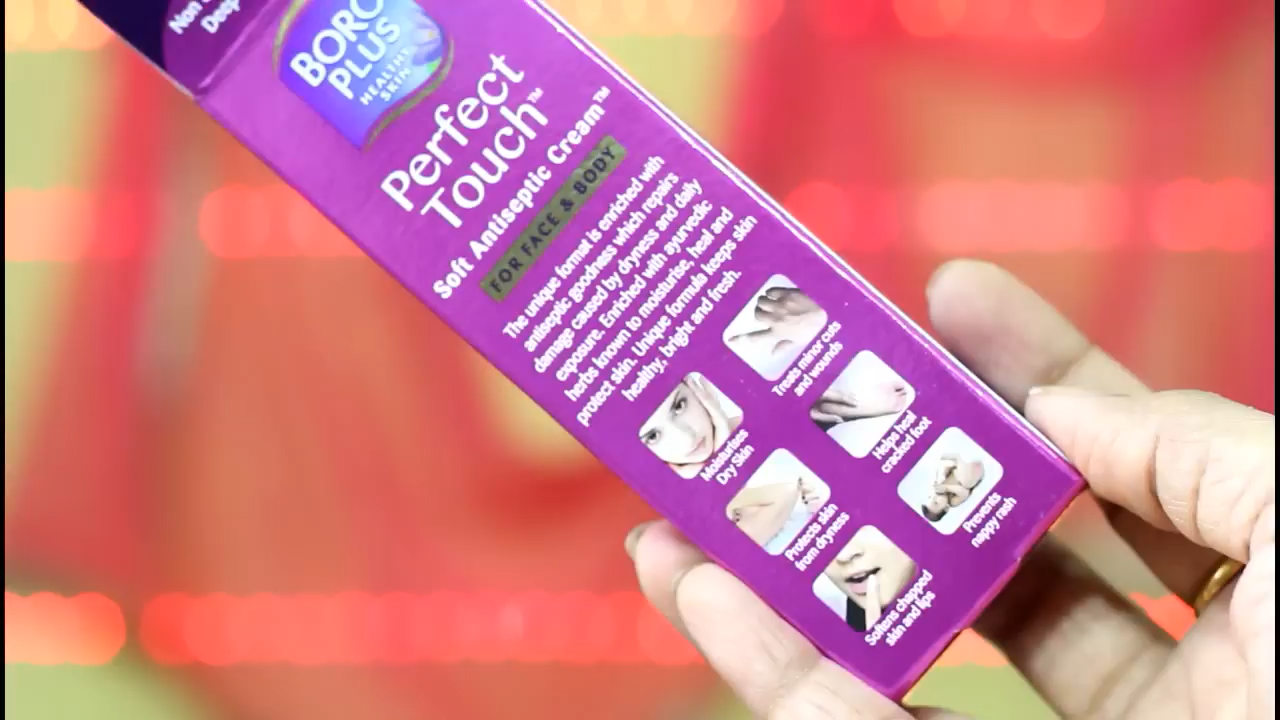 Non
Deep
BORO
PLUS
HEALTHY
SKIN
Perfect
Touch™
Soft Antiseptic Cream™
FOR FACE & BODY
The unique format is enriched with
antiseptic goodness which repairs
damage caused by dryness and daily
exposure. Enriched with ayurvedic
herbs known to moisturise, heal and
protect skin. Unique formula keeps skin
healthy, bright and fresh.
Moisturises
Dry Skin
Treats minor cuts
and wounds
Protects skin
from dryness
Helps heal
cracked foot
Softens chapped
skin and lips
Prevents
nappy rash